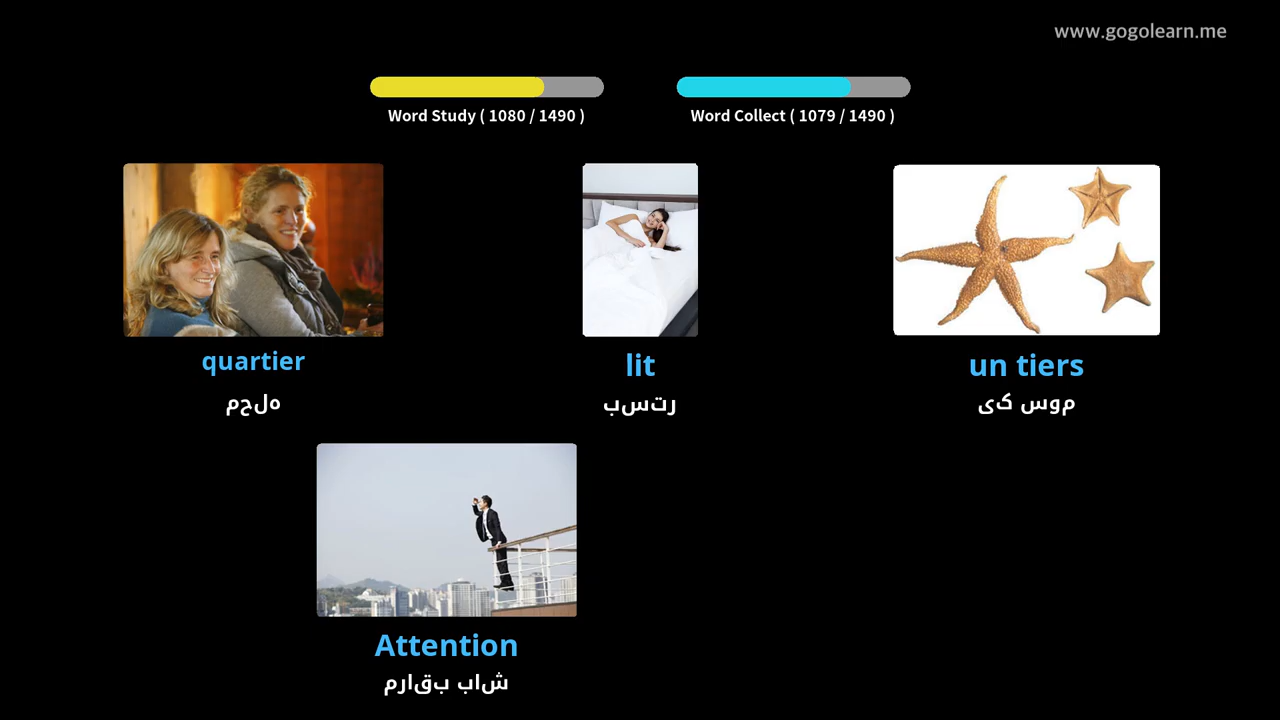 www.gogolearn.me
Word Study ( 1080 / 1490 )
Word Collect ( 1079 / 1490 )
quartier
هلحم
lit
رتسب
un tiers
موس کی
Attention
شاب بقارم